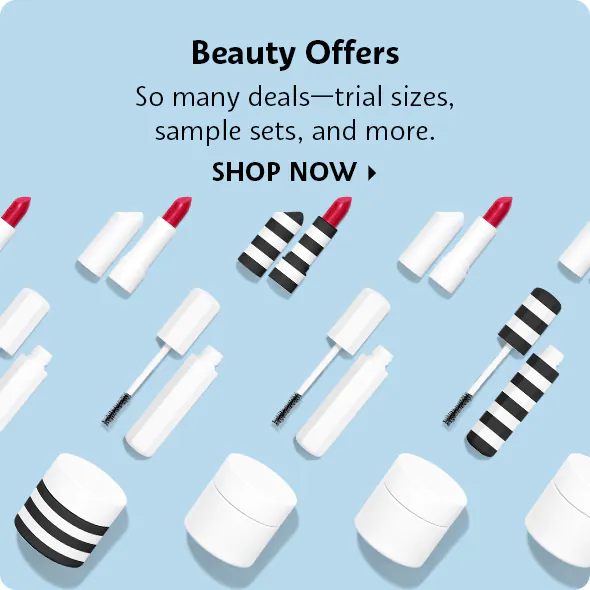 Beauty Offers
So many deals—trial sizes,
sample sets, and more.
SHOP NOW